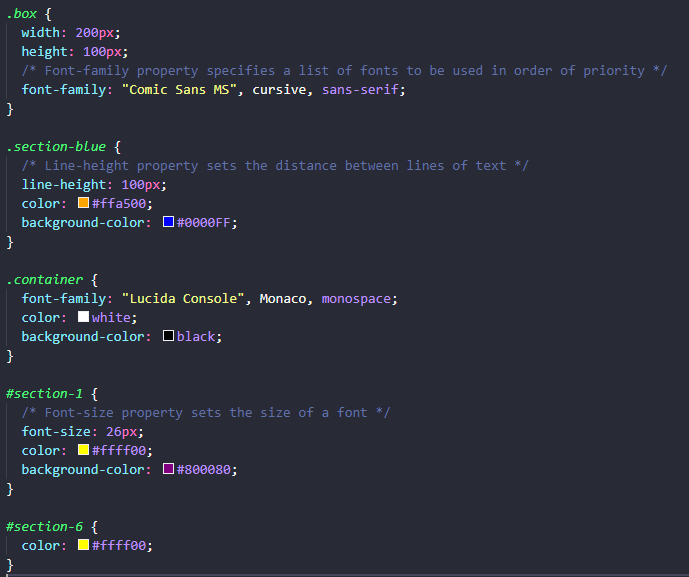 .box {
width: 200px;
height: 100px;
/* Font-family property specifies a list of fonts to be used in order of priority */
font-family: "Comic Sans MS", cursive, sans-serif;
}
.section-blue {
/* Line-height property sets the distance between lines of text */
line-height: 100px;
color: #ffa500;
background-color: #0000FF;
}
.container {
font-family: "Lucida Console", Monaco, monospace;
color: white;
background-color: black;
}
#section-1 {
/* Font-size property sets the size of a font */
font-size: 26px;
color: #ffff00;
background-color: #800080;
}
#section-6 {
color: #ffff00;
}